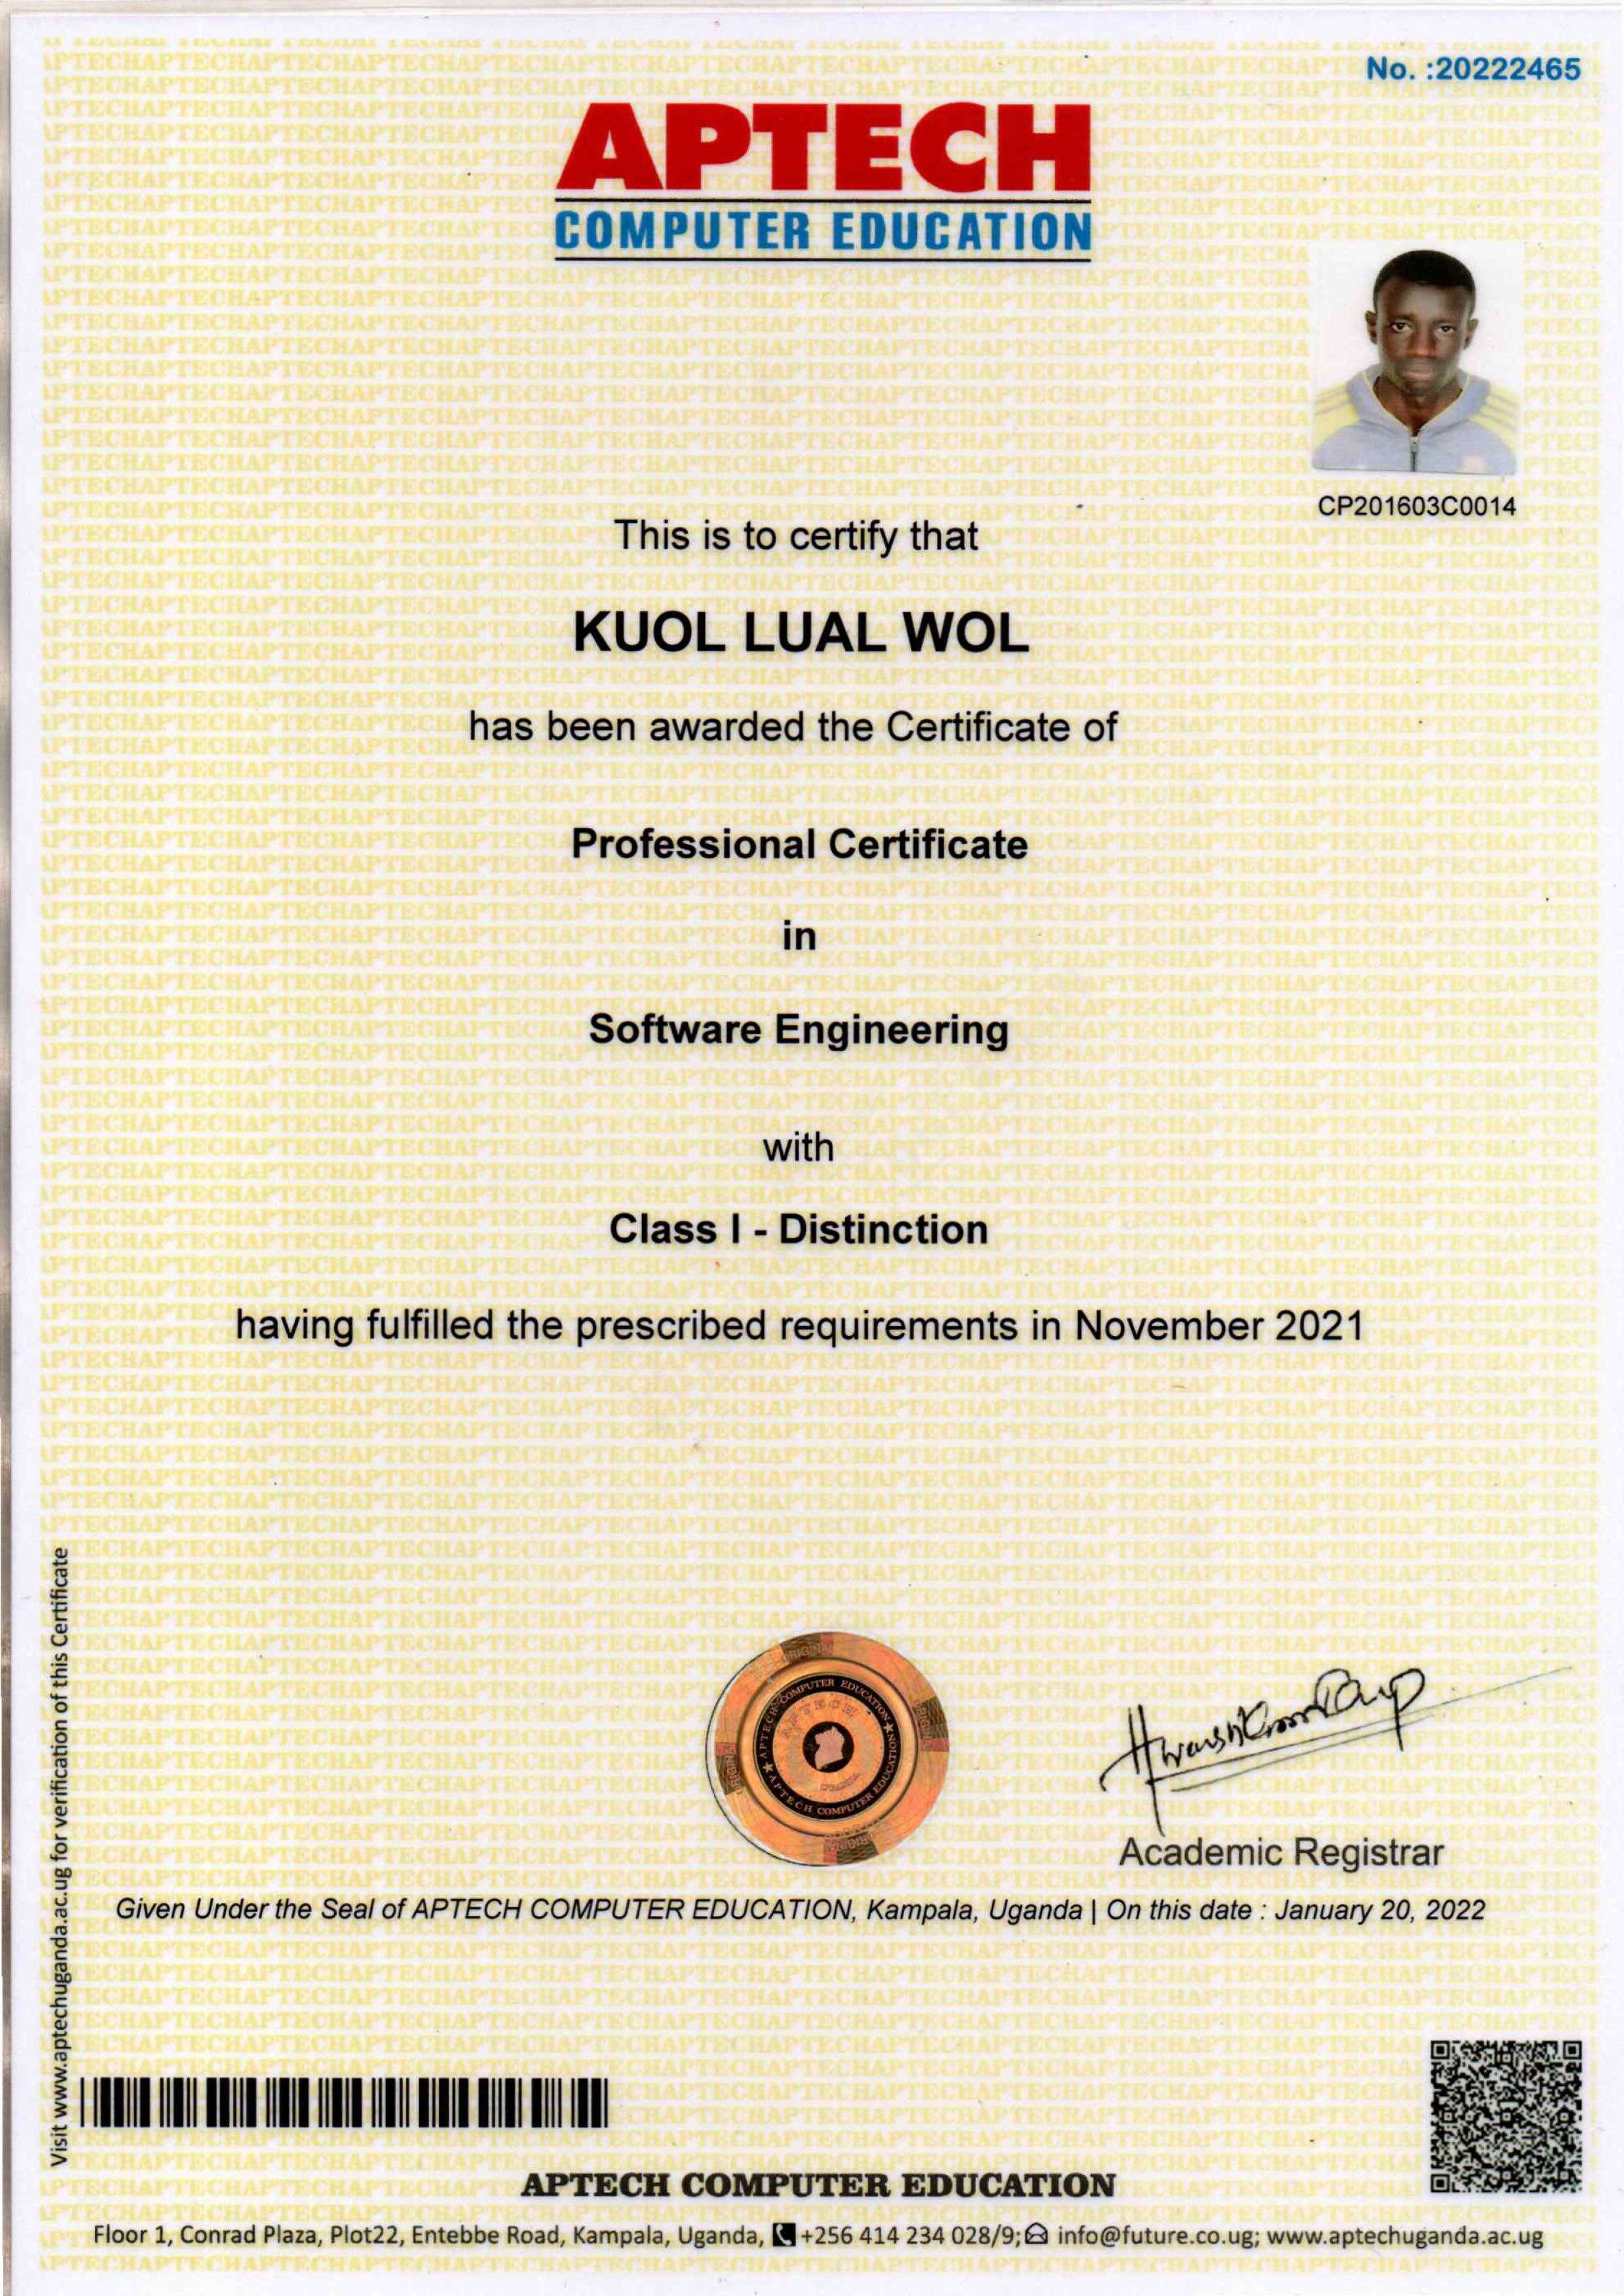 No. :20222465
APTECH
COMPUTER EDUCATION
CP201603C0014
This is to certify that
KUOL LUAL WOL
has been awarded the Certificate of
Professional Certificate
in
Software Engineering
with
Class I - Distinction
having fulfilled the prescribed requirements in November 2021
Visit www.aptechuganda.ac.ug for verification of this Certificate
APTECH COMPUTER EDUCATION
APTECH COMPUTER EDUCATION
Academic Registrar
Given Under the Seal of APTECH COMPUTER EDUCATION, Kampala, Uganda | On this date : January 20, 2022
APTECH COMPUTER EDUCATION
Floor 1, Conrad Plaza, Plot22, Entebbe Road, Kampala, Uganda, +256 414 234 028/9; info@future.co.ug; www.aptechuganda.ac.ug